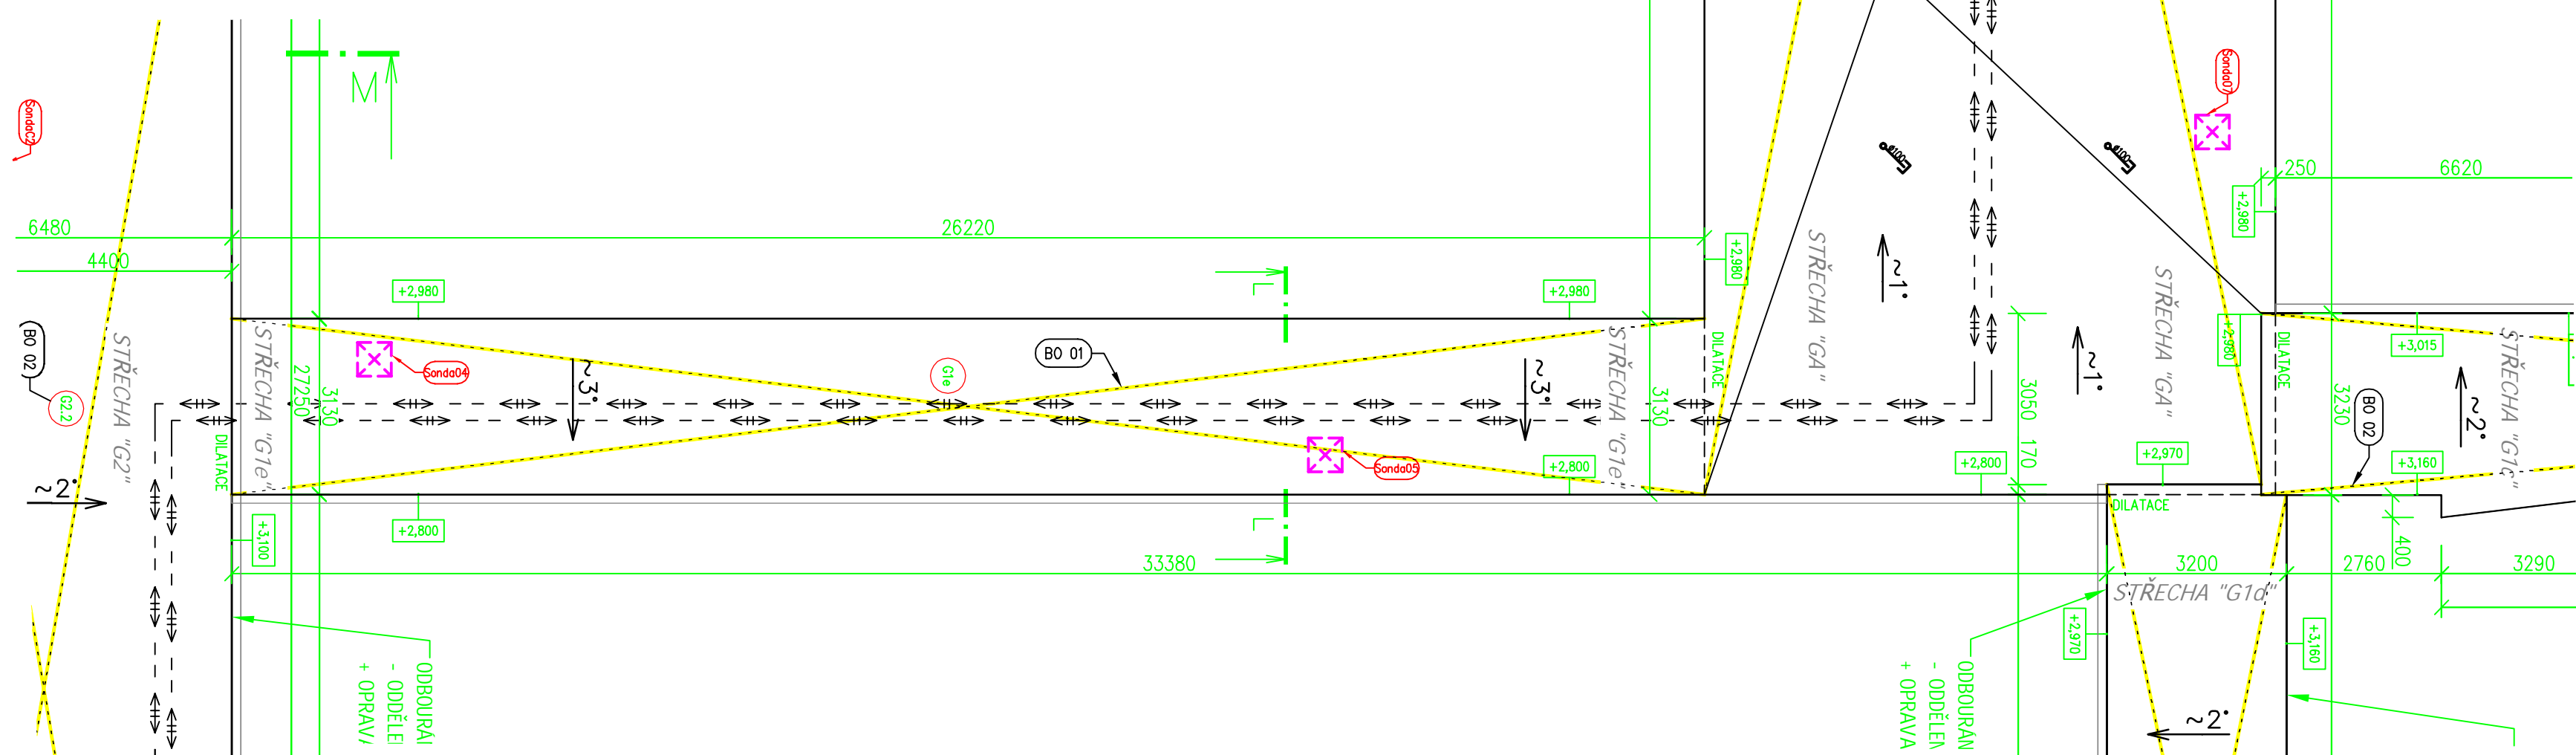 M
Sonda07
SondaC2
250
6620
+2,980
6480
26220
4400
+2,980
+2,980
+2,980
STŘECHA "GA"
~1°
STŘECHA "GA"
~1°
+2,980
DILATACE
+3,015
STŘECHA "G1c"
~2°
BO 02
G2.2
STŘECHA "G2"
~2°
STŘECHA "G1e"
27250
3130
DILATACE
Sonda04
~3°
G1e
BO 01
~3°
STŘECHA "G1e"
3130
DILATACE
3050
170
3230
BO 02
Sonda05
+2,800
+2,800
+2,970
+3,160
DILATACE
+3,100
+2,800
L
L
400
33380
3200
2760
3290
STŘECHA "G1d"
+2,970
+3,160
ODBOURÁ
- ODDĚLE
+ OPRAV
ODBOURÁN
- ODDĚLEN
+ OPRAVA
~2°